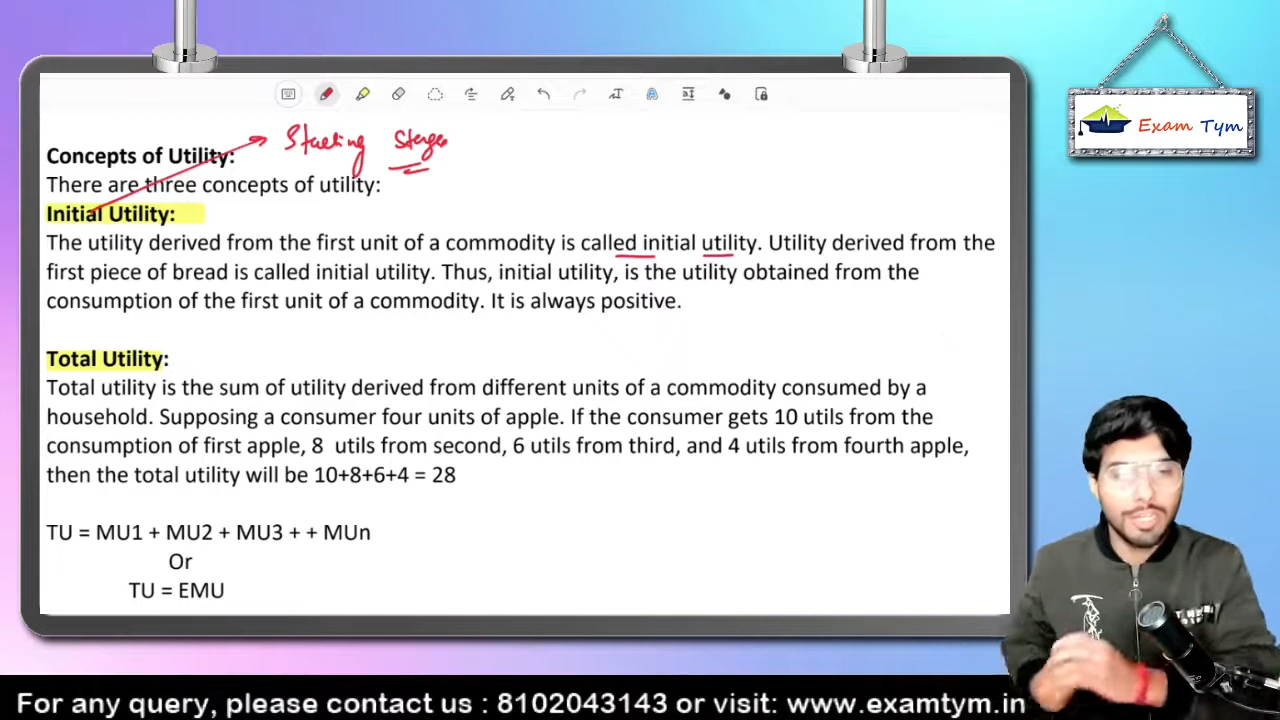 Exam Tym
Starting Stage
Concepts of Utility:
There are three concepts of utility:
Initial Utility:
The utility derived from the first unit of a commodity is called initial utility. Utility derived from the
first piece of bread is called initial utility. Thus, initial utility, is the utility obtained from the
consumption of the first unit of a commodity. It is always positive.
Total Utility:
Total utility is the sum of utility derived from different units of a commodity consumed by a
household. Supposing a consumer four units of apple. If the consumer gets 10 utils from the
consumption of first apple, 8 utils from second, 6 utils from third, and 4 utils from fourth apple,
then the total utility will be 10+8+6+4 = 28
TU = MU1 + MU2 + MU3 + + MUn
Or
TU = EMU
For any query, please contact us : 8102043143 or visit: www.examtym.in